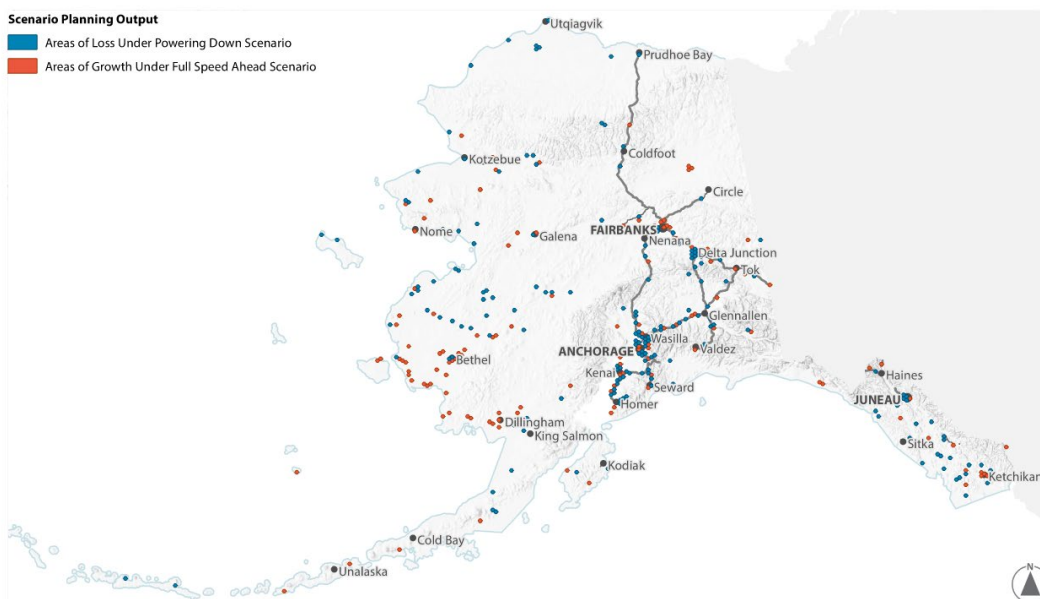 Scenario Planning Output
Areas of Loss Under Powering Down Scenario
Areas of Growth Under Full Speed Ahead Scenario
Utqiagvik
Prudhoe Bay
Coldfoot
Kotzebue
Circle
Nome
Galena
FAIRBANKS
Nenana
Delta Junction
Tok
Glennallen
Wasilla
ANCHORAGE
Valdez
Bethel
Kenai
Seward
Haines
Homer
JUNEAU
Dillingham
King Salmon
Sitka
Kodiak
Ketchikan
Cold Bay
Unalaska
N